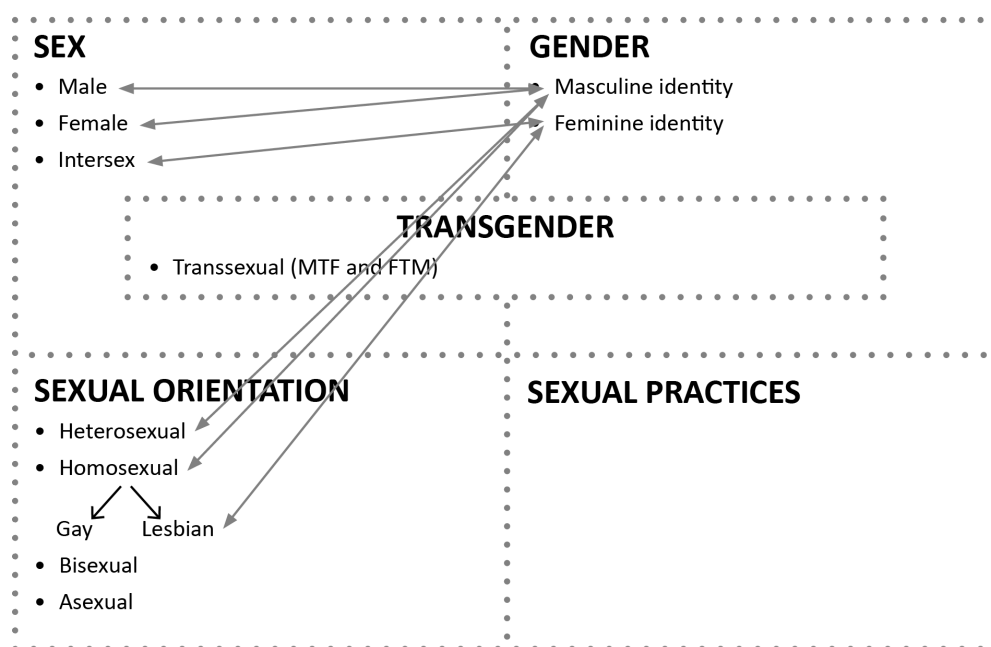 SEX
• Male
• Female
• Intersex
GENDER
• Masculine identity
• Feminine identity
TRANSGENDER
• Transsexual (MTF and FTM)
SEXUAL ORIENTATION
• Heterosexual
• Homosexual
Gay Lesbian
• Bisexual
• Asexual
SEXUAL PRACTICES